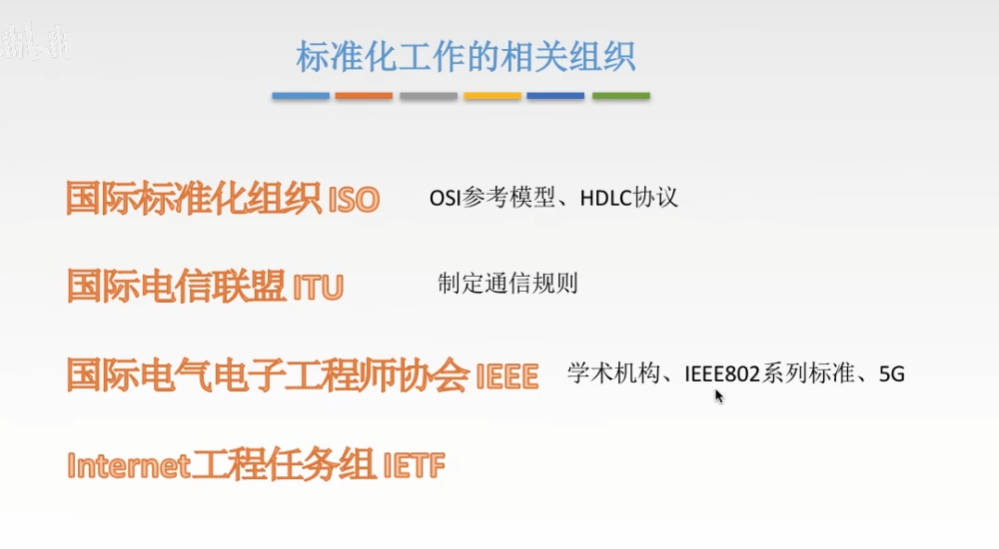 标准化工作的相关组织
国际标准化组织 ISO OSI参考模型、HDLC协议
国际电信联盟 ITU 制定通信规则
国际电气电子工程师协会 IEEE 学术机构、IEEE802系列标准、5G
Internet工程任务组 IETF